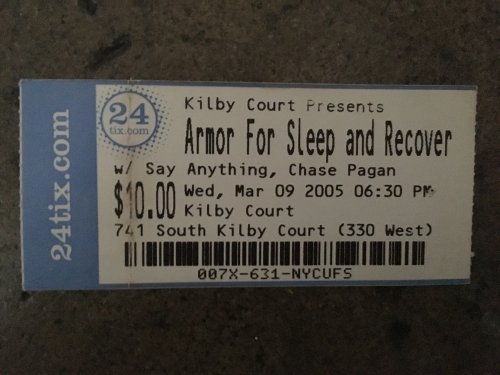 24tix.com
24
tix.com
Kilby Court Presents
Armor For Sleep and Recover
w/ Say Anything, Chase Pagan
$10.00 Wed, Mar 09 2005 06:30 PM
Kilby Court
741 South Kilby Court (330 West)
007X-631-NYCUFS